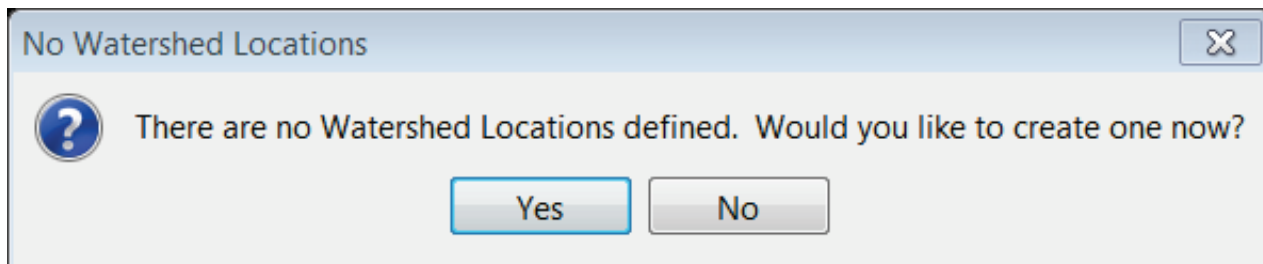 No Watershed Locations
There are no Watershed Locations defined.  Would you like to create one now?
Yes
No